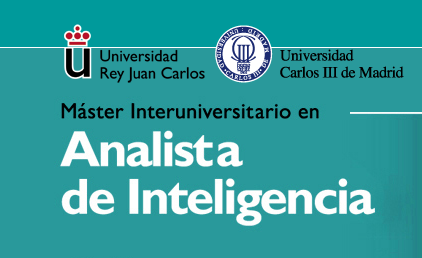 Universidad
Rey Juan Carlos
Universidad
Carlos III de Madrid
Máster Interuniversitario en
Analista
de Inteligencia